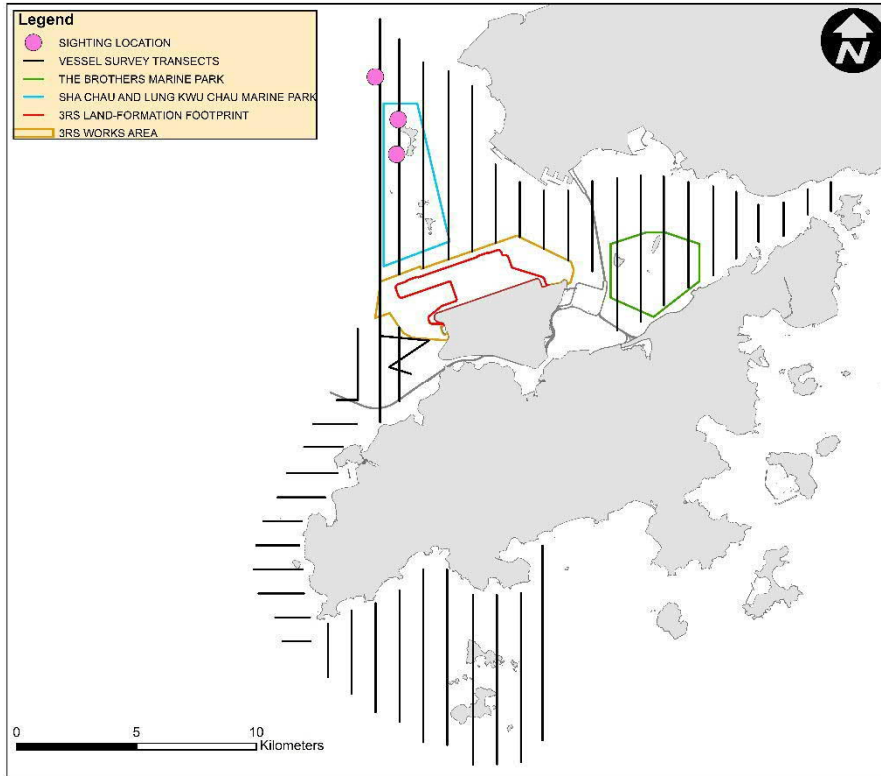 Legend
SIGHTING LOCATION
VESSEL SURVEY TRANSECTS
THE BROTHERS MARINE PARK
SHA CHAU AND LUNG KWU CHAU MARINE PARK
3RS LAND-FORMATION FOOTPRINT
3RS WORKS AREA
N
0 5 10
Kilometers